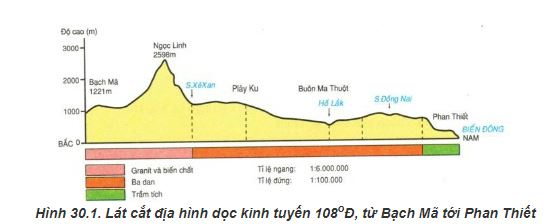 Độ cao (m)
3000
2000
1000
0
BẮC
Bạch Mã
1221m
Ngọc Linh
2598m
S.XêXan
Plây Ku
Buôn Ma Thuột
Hồ Lắk
S.Đồng Nai
Phan Thiết
BIỂN ĐÔNG
NAM
Granit và biến chất
Ba dan
Trầm tích
Tỉ lệ ngang: 1:6.000.000
Tỉ lệ đứng: 1:100.000
Hình 30.1. Lát cắt địa hình dọc kinh tuyến 108°Đ, từ Bạch Mã tới Phan Thiết